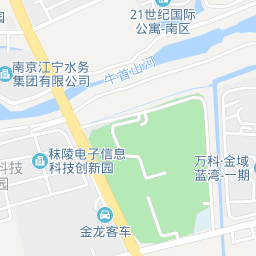 21世纪国际
公寓-南区
南京江宁水务
集团有限公司
牛首山河
秣陵电子信息
科技创新园
科技
园
万科·金域
蓝湾-一期
金龙客车